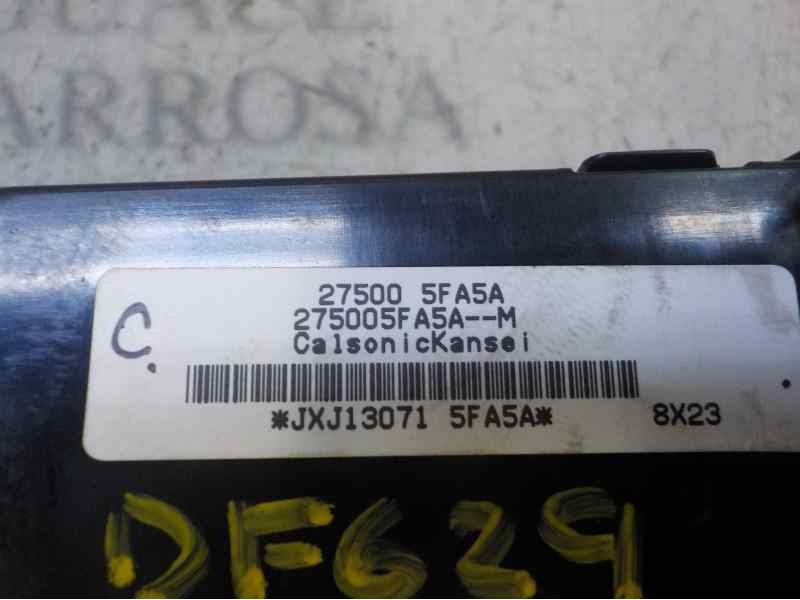 ARROSA
27500 5FA5A
C.
275005FA5A--M
CalsonicKansei
*JXJ13071 5FA5A*
8X23
DF629